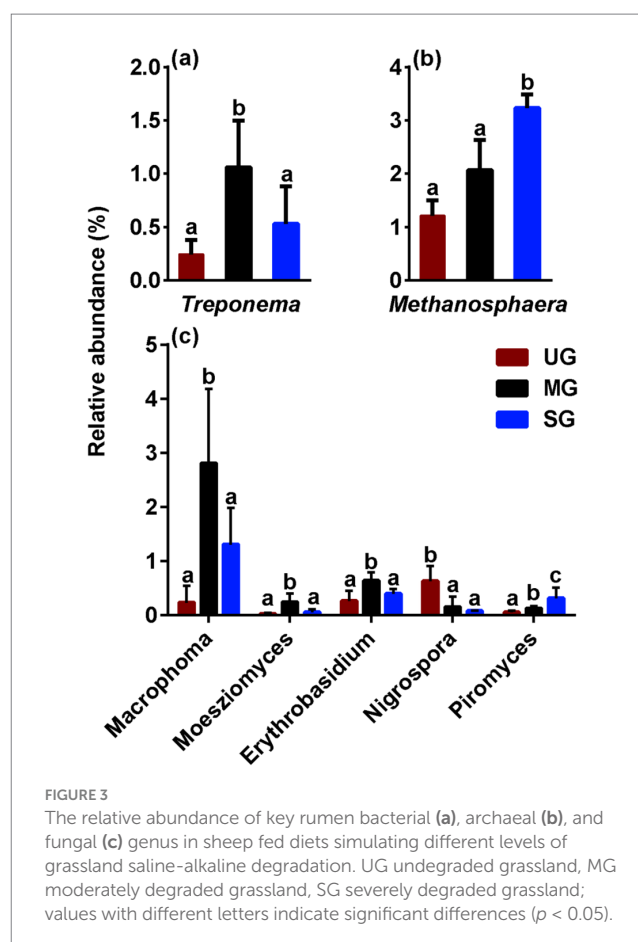 (a)
2.0
1.5
1.0
0.5
0.0
a
b
a
Treponema
(b)
4
3
2
1
0
a
a
b
Methanosphaera
Relative abundance (%)
(c)
5
4
3
2
1
0
a
b
a
a
b
a
a
b
a
b
a
a
a
b
c
Macrophoma
Moesziomyces
Erythrobasidium
Nigrospora
Piromyces
UG
MG
SG
FIGURE 3
The relative abundance of key rumen bacterial (a), archaeal (b), and
fungal (c) genus in sheep fed diets simulating different levels of
grassland saline-alkaline degradation. UG undegraded grassland, MG
moderately degraded grassland, SG severely degraded grassland;
values with different letters indicate significant differences (p < 0.05).